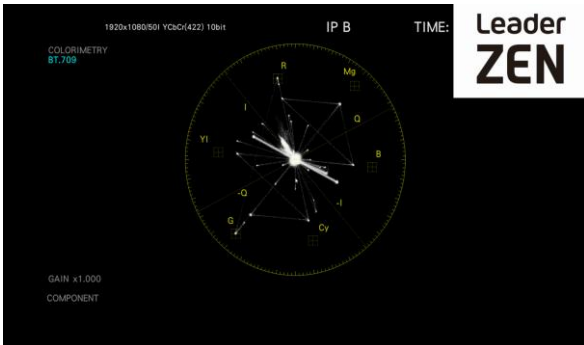 1920x1080/50I YCbCr(422) 10bit IP B TIME:
Leader
ZEN
COLORIMETRY
BT.709
R
Mg
I
Q
Yl
B
-Q
-I
G
Cy
GAIN x1.000
COMPONENT